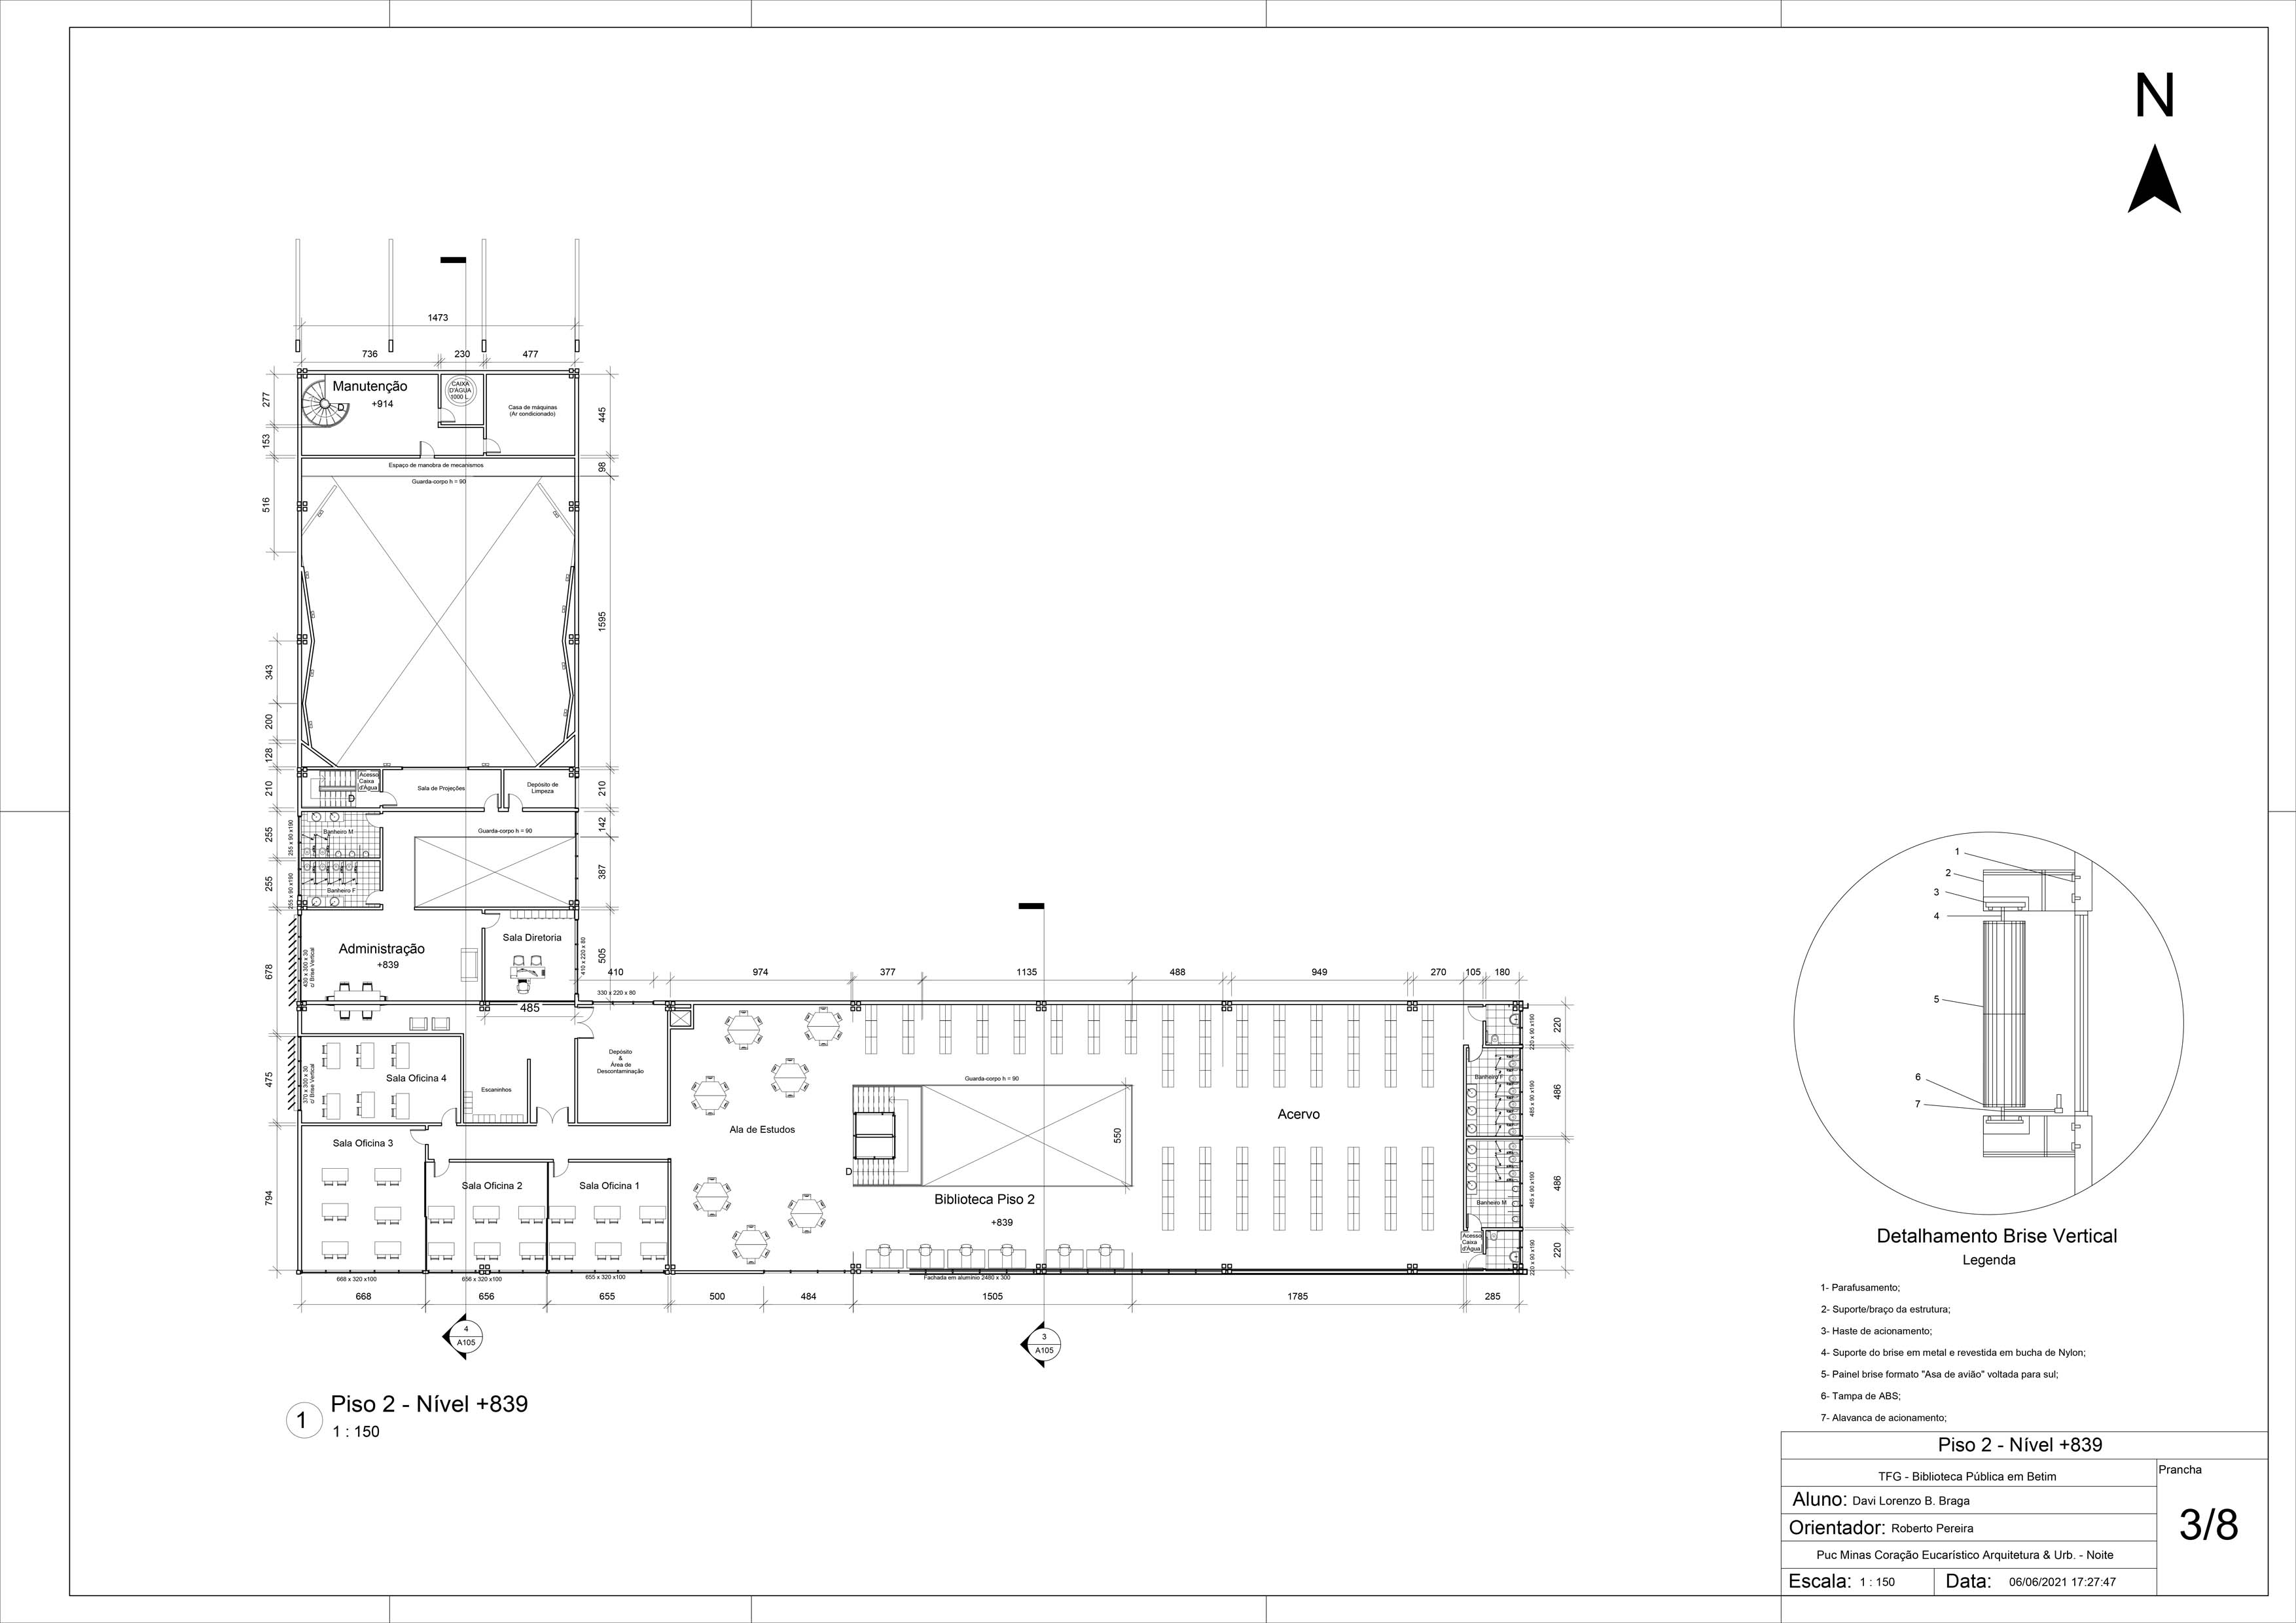 N
1473
736
230
477
Manutenção
+914
D
CAIXA
D'ÁGUA
1000 L
Casa de máquinas
(Ar condicionado)
277
153
516
343
200
128
210
255
255
678
475
794
445
98
1595
210
142
387
505
Espaço de manobra de mecanismos
Guarda-corpo h = 90
Acesso
Caixa
d'Água
D
Sala de Projeções
Depósito de
Limpeza
Banheiro M
255 x 90 x190
Guarda-corpo h = 90
Banheiro F
255 x 90 x190
Administração
+839
430 x 300 x 30
c/ Brise Vertical
Sala Diretoria
410 x 220 x 80
330 x 220 x 80
485
410
974
377
1135
488
949
270
105
180
Sala Oficina 4
370 x 300 x 30
c/ Brise Vertical
Escaninhos
Depósito
&
Área de
Descontaminação
Sala Oficina 3
Sala Oficina 2
Sala Oficina 1
Ala de Estudos
Guarda-corpo h = 90
550
D
Acervo
Biblioteca Piso 2
+839
Banheiro F
Banheiro M
Acesso
Caixa
d'Água
220 x 90 x190
485 x 90 x190
485 x 90 x190
220 x 90 x190
220
486
486
220
668 x 320 x100
656 x 320 x100
655 x 320 x100
Fachada em alumínio 2480 x 300
668
656
655
500
484
1505
1785
285
4
A105
3
A105
1
Piso 2 - Nível +839
1 : 150
1
2
3
4
5
6
7
Detalhamento Brise Vertical
Legenda
1- Parafusamento;
2- Suporte/braço da estrutura;
3- Haste de acionamento;
4- Suporte do brise em metal e revestida em bucha de Nylon;
5- Painel brise formato "Asa de avião" voltada para sul;
6- Tampa de ABS;
7- Alavanca de acionamento;
Piso 2 - Nível +839
TFG - Biblioteca Pública em Betim
Prancha
Aluno: Davi Lorenzo B. Braga
3/8
Orientador: Roberto Pereira
Puc Minas Coração Eucarístico Arquitetura & Urb. - Noite
Escala: 1 : 150
Data: 06/06/2021 17:27:47